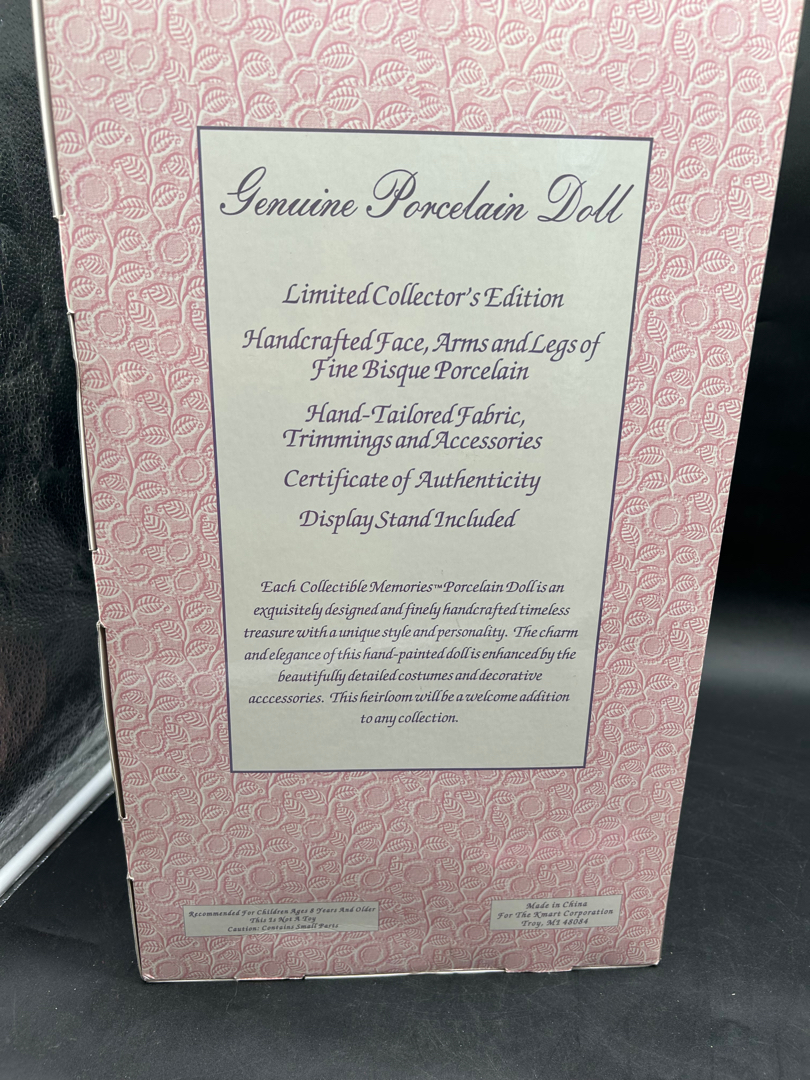 Genuine Porcelain Doll
Limited Collector's Edition
Handcrafted Face, Arms and Legs of
Fine Bisque Porcelain
Hand-Tailored Fabric,
Trimmings and Accessories
Certificate of Authenticity
Display Stand Included
Each Collectible Memories™ Porcelain Doll is an
exquisitely designed and finely handcrafted timeless
treasure with a unique style and personality. The charm
and elegance of this hand-painted doll is enhanced by the
beautifully detailed costumes and decorative
acccessories. This heirloom will be a welcome addition
to any collection.
Recommended For Children Ages 8 Years And Older
This Is Not A Toy
Caution: Contains Small Parts
Made in China
For The Kmart Corporation
Troy, MI 48084